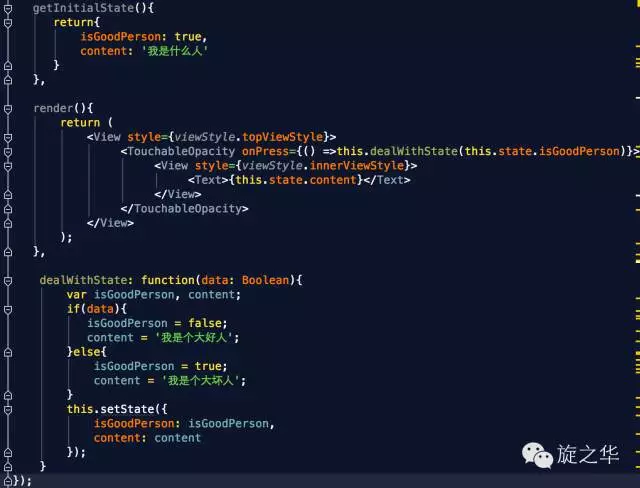 getInitialState(){
return{
isGoodPerson: true,
content: '我是什么人'
}
},
render(){
return (
<View style={viewStyle.topViewStyle}>
<TouchableOpacity onPress={() =>this.dealWithState(this.state.isGoodPerson)}>
<View style={viewStyle.innerViewStyle}>
<Text>{this.state.content}</Text>
</View>
</TouchableOpacity>
</View>
);
},
dealWithState: function(data: Boolean){
var isGoodPerson, content;
if(data){
isGoodPerson = false;
content = '我是个大好人';
}else{
isGoodPerson = true;
content = '我是个大坏人';
}
this.setState({
isGoodPerson: isGoodPerson,
content: content
});
}
});
旋之华